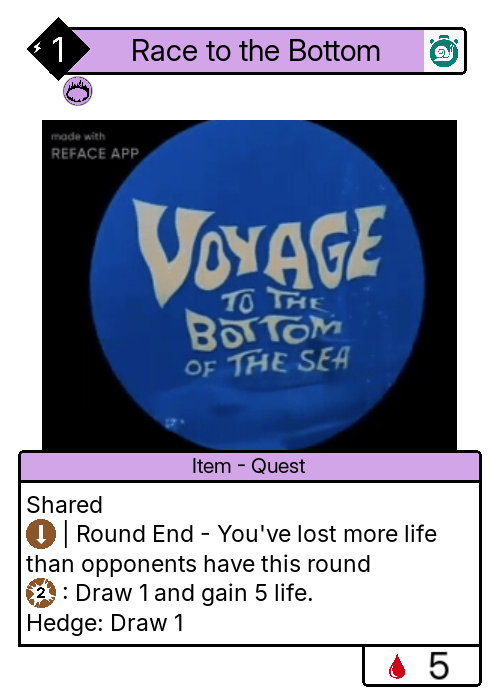 1
Race to the Bottom
made with
REFACE APP
VOYAGE
TO THE
BOTTOM
OF THE SEA
Item - Quest
Shared
| Round End - You've lost more life
than opponents have this round
2 : Draw 1 and gain 5 life.
Hedge: Draw 1
5